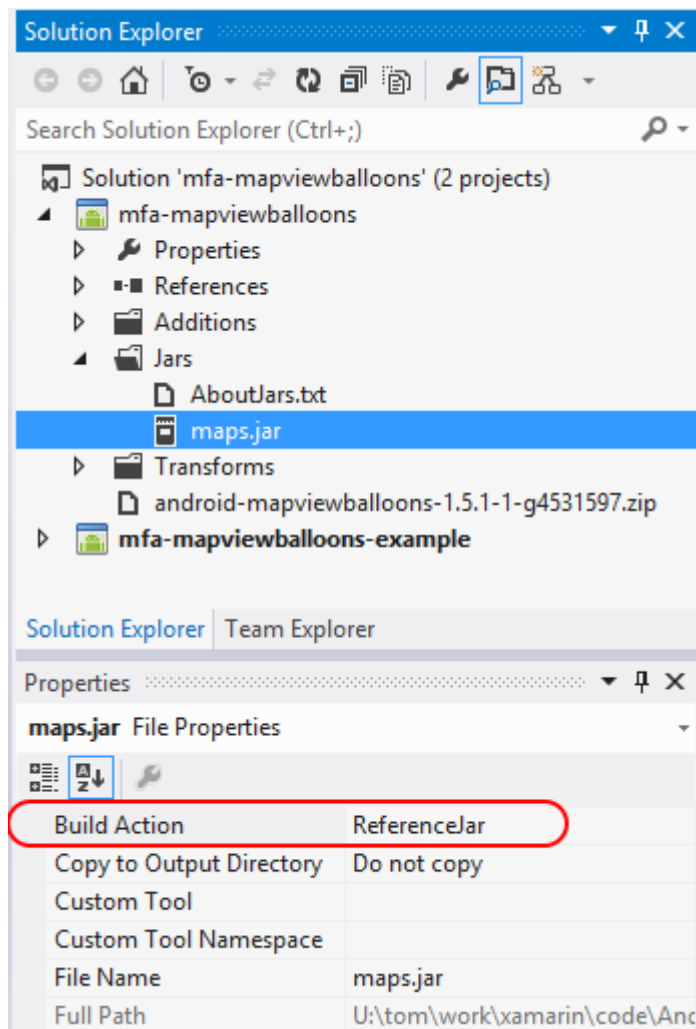 Solution Explorer
Search Solution Explorer (Ctrl+;)
Solution 'mfa-mapviewballoons' (2 projects)
mfa-mapviewballoons
Properties
References
Additions
Jars
AboutJars.txt
maps.jar
Transforms
android-mapviewballoons-1.5.1-1-g4531597.zip
mfa-mapviewballoons-example
Solution Explorer Team Explorer
Properties
maps.jar File Properties
Build Action ReferenceJar
Copy to Output Directory Do not copy
Custom Tool
Custom Tool Namespace
File Name maps.jar
Full Path U:\tom\work\xamarin\code\And